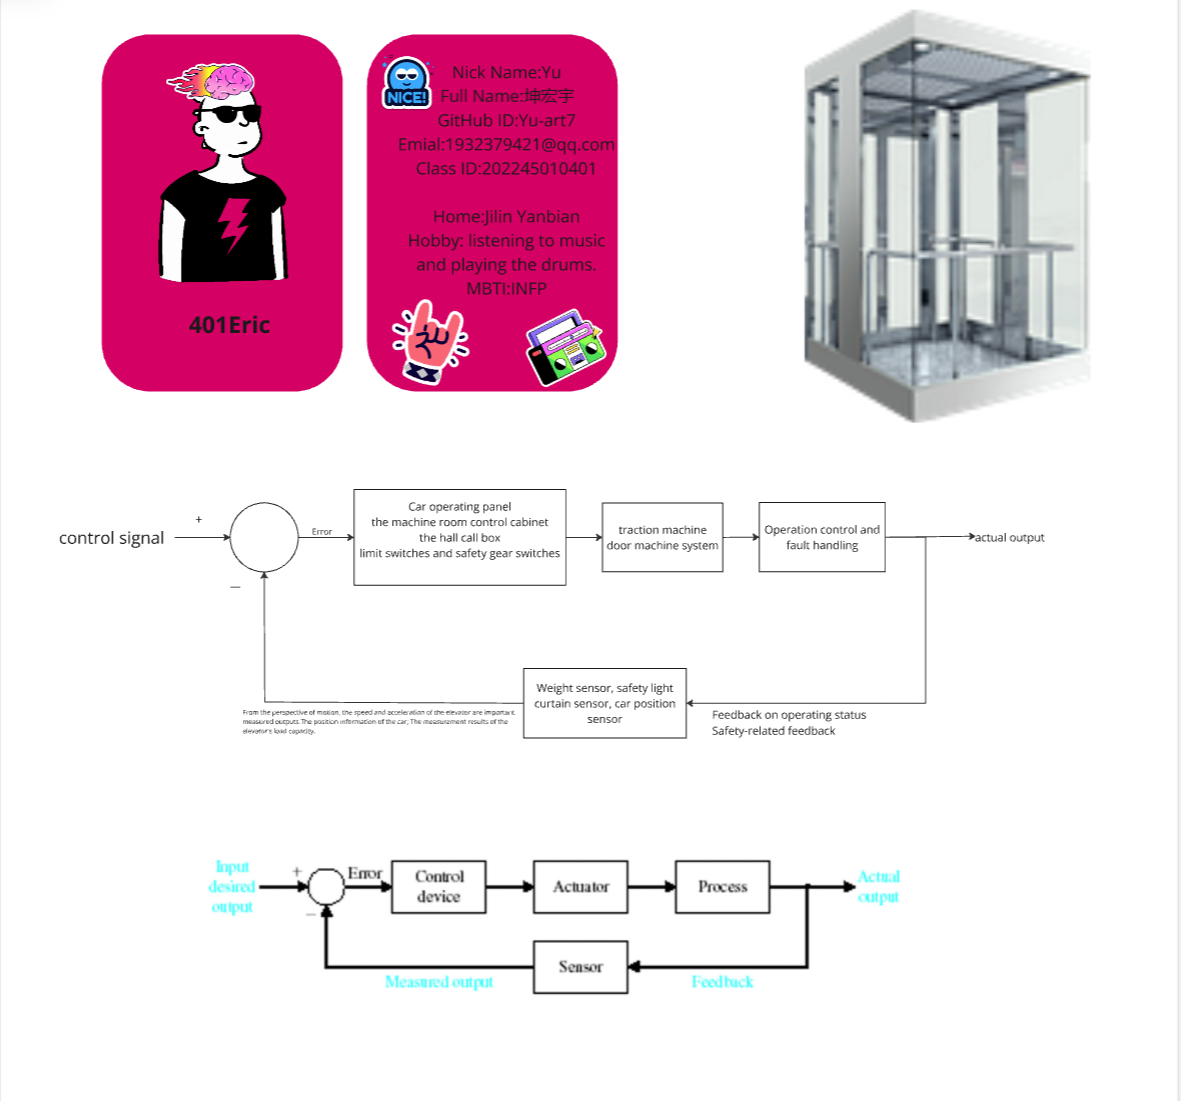 401Eric
NICE!
Nick Name:Yu
Full Name:坤宏宇
GitHub ID:Yu-art7
Emial:1932379421@qq.com
Class ID:202245010401
Home:Jilin Yanbian
Hobby: listening to music
and playing the drums.
MBTI:INFP
control signal
+
_
Error
Car operating panel
the machine room control cabinet
the hall call box
limit switches and safety gear switches
traction machine
door machine system
Operation control and
fault handling
actual output
Weight sensor, safety light
curtain sensor, car position
sensor
Feedback on operating status
Safety-related feedback
From the perspective of motion, the speed and acceleration of the elevator are important
measured outputs. The position information of the car; The measurement results of the
elevator's load capacity.
Input
desired
output
+
_
Error
Control
device
Actuator
Process
Actual
output
Sensor
Measured output
Feedback